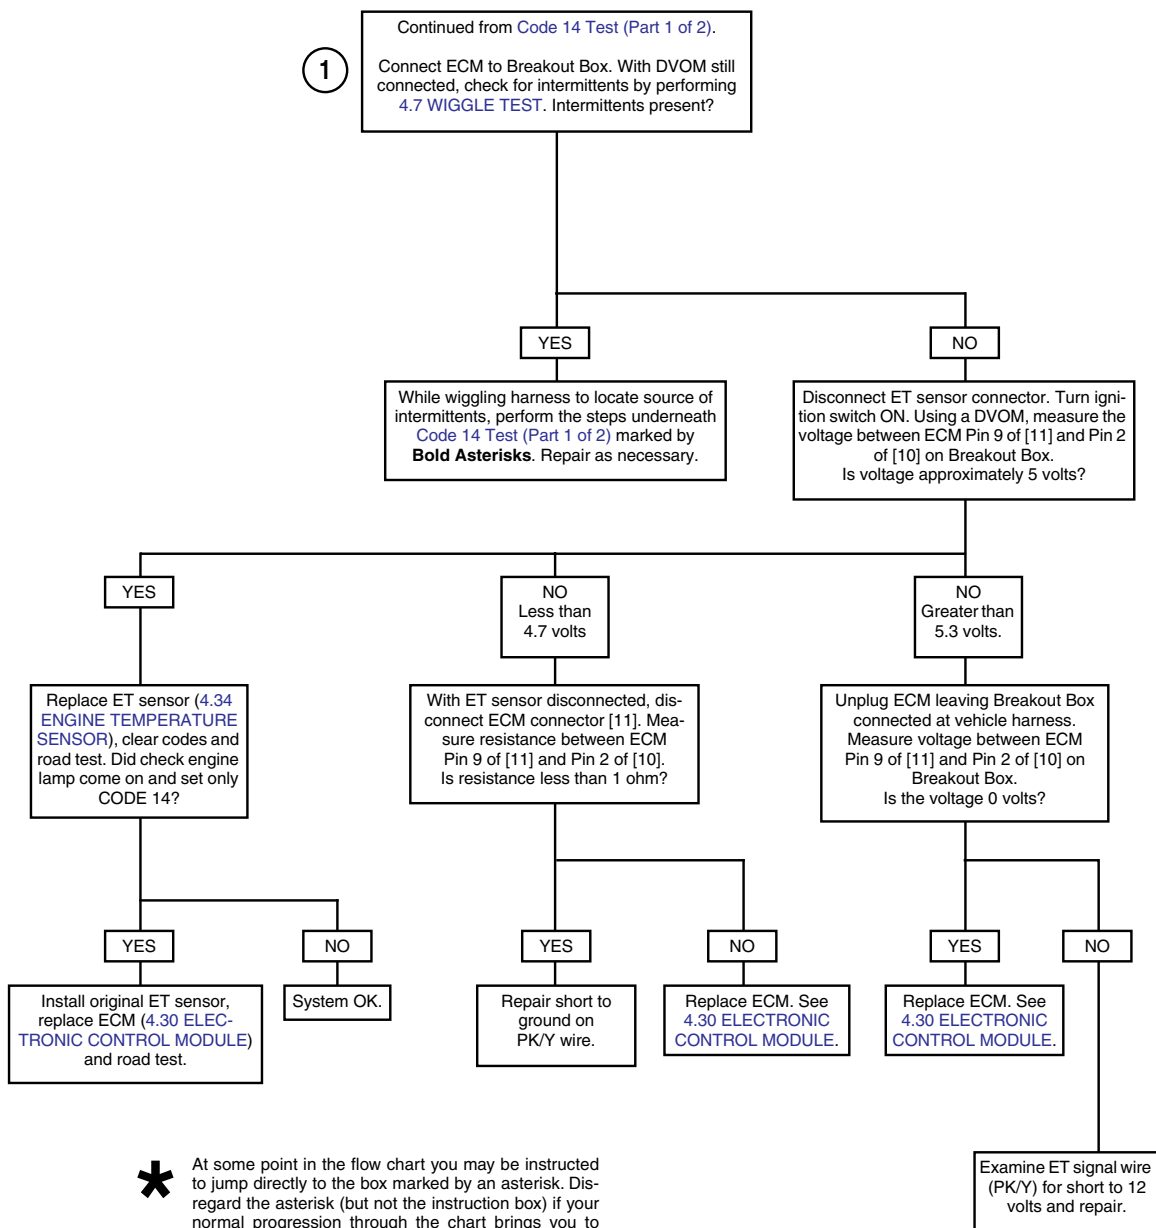 Continued from Code 14 Test (Part 1 of 2).
1
Connect ECM to Breakout Box. With DVOM still
connected, check for intermittents by performing
4.7 WIGGLE TEST. Intermittents present?
YES
NO
While wiggling harness to locate source of
intermittents, perform the steps underneath
Code 14 Test (Part 1 of 2) marked by
Bold Asterisks. Repair as necessary.
Disconnect ET sensor connector. Turn igni-
tion switch ON. Using a DVOM, measure the
voltage between ECM Pin 9 of [11] and Pin 2
of [10] on Breakout Box.
Is voltage approximately 5 volts?
YES
NO
Less than
4.7 volts
NO
Greater than
5.3 volts.
Replace ET sensor (4.34
ENGINE TEMPERATURE
SENSOR), clear codes and
road test. Did check engine
lamp come on and set only
CODE 14?
With ET sensor disconnected, dis-
connect ECM connector [11]. Mea-
sure resistance between ECM
Pin 9 of [11] and Pin 2 of [10].
Is resistance less than 1 ohm?
Unplug ECM leaving Breakout Box
connected at vehicle harness.
Measure voltage between ECM
Pin 9 of [11] and Pin 2 of [10] on
Breakout Box.
Is the voltage 0 volts?
YES
NO
YES
NO
YES
NO
Install original ET sensor,
replace ECM (4.30 ELEC-
TRONIC CONTROL MODULE)
and road test.
System OK.
Repair short to
ground on
PK/Y wire.
Replace ECM. See
4.30 ELECTRONIC
CONTROL MODULE.
Replace ECM. See
4.30 ELECTRONIC
CONTROL MODULE.
Examine ET signal wire
(PK/Y) for short to 12
volts and repair.
* At some point in the flow chart you may be instructed
to jump directly to the box marked by an asterisk. Dis-
regard the asterisk (but not the instruction box) if your
normal progression through the chart brings you to